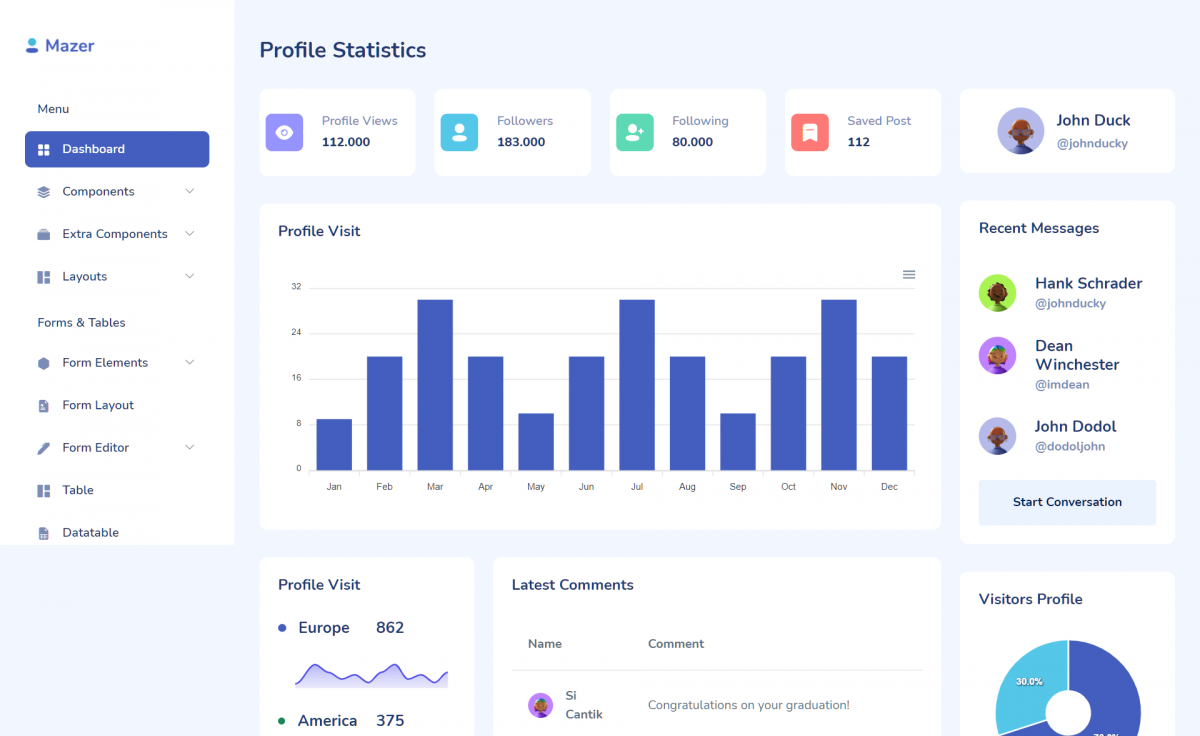 Mazer
Menu
Dashboard
Components
Extra Components
Layouts
Forms & Tables
Form Elements
Form Layout
Form Editor
Table
Datatable
Profile Statistics
Profile Views
112.000
Followers
183.000
Following
80.000
Saved Post
112
John Duck
@johnducky
Profile Visit
32
24
16
8
0
Jan Feb Mar Apr May Jun Jul Aug Sep Oct Nov Dec
Recent Messages
Hank Schrader
@johnducky
Dean
Winchester
@imdean
John Dodol
@dodoljohn
Start Conversation
Profile Visit
Europe 862
America 375
Latest Comments
Name Comment
Si
Cantik
Congratulations on your graduation!
Visitors Profile
30.0%